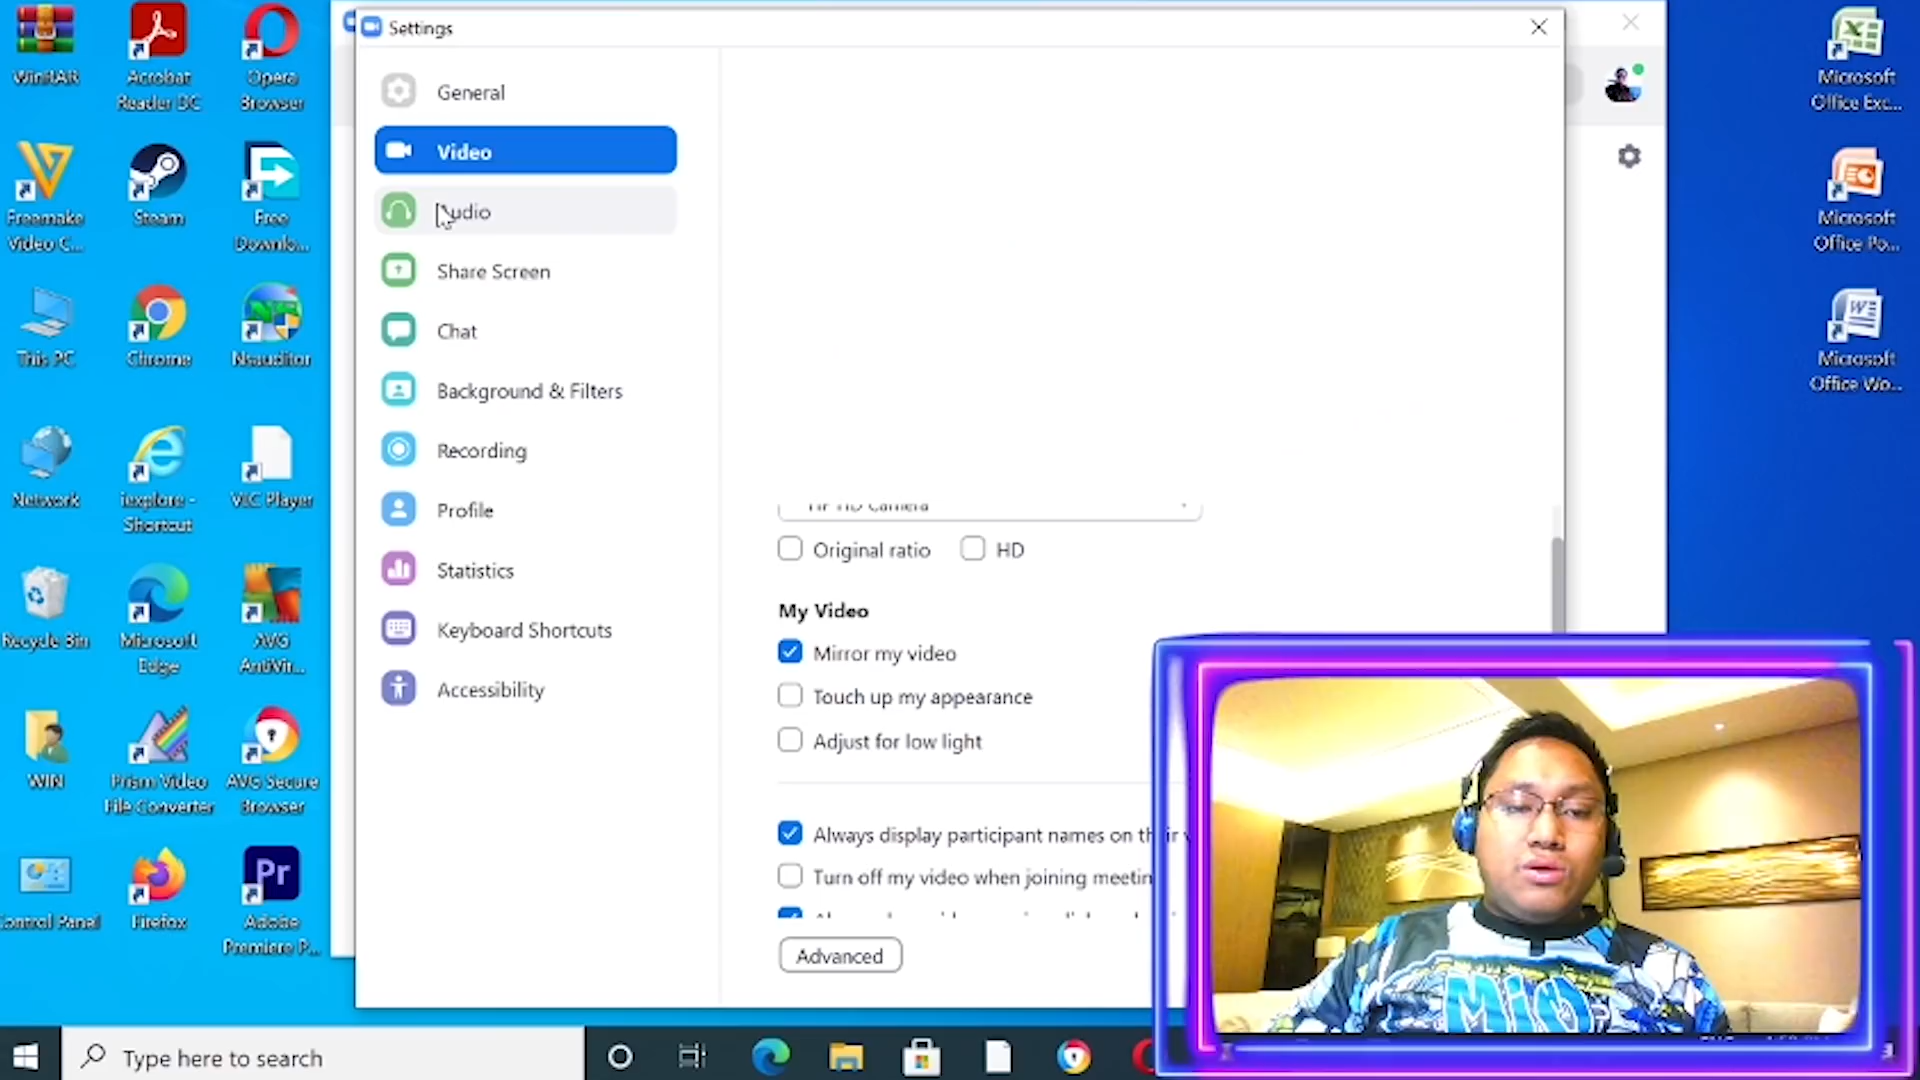 WinRAR
Acrobat
Reader DC
Opera
Browser
Freemake
Video C...
Steam
Free
Downlo...
This PC
Chrome
Nsauditor
Network
iexplore -
Shortcut
VLC Player
Recycle Bin
Microsoft
Edge
AVG
AntiVir...
WIN
Prism Video
File Converter
AVG Secure
Browser
Control Panel
Firefox
Pr
Adobe
Premiere P...
Settings
General
Video
Audio
Share Screen
Chat
Background & Filters
Recording
Profile
Statistics
Keyboard Shortcuts
Accessibility
HP HD Camera
Original ratio
HD
My Video
Mirror my video
Touch up my appearance
Adjust for low light
Always display participant names on their v
Turn off my video when joining meetin
Advanced
Microsoft
Office Exc...
Microsoft
Office Po...
Microsoft
Office Wo...
Type here to search